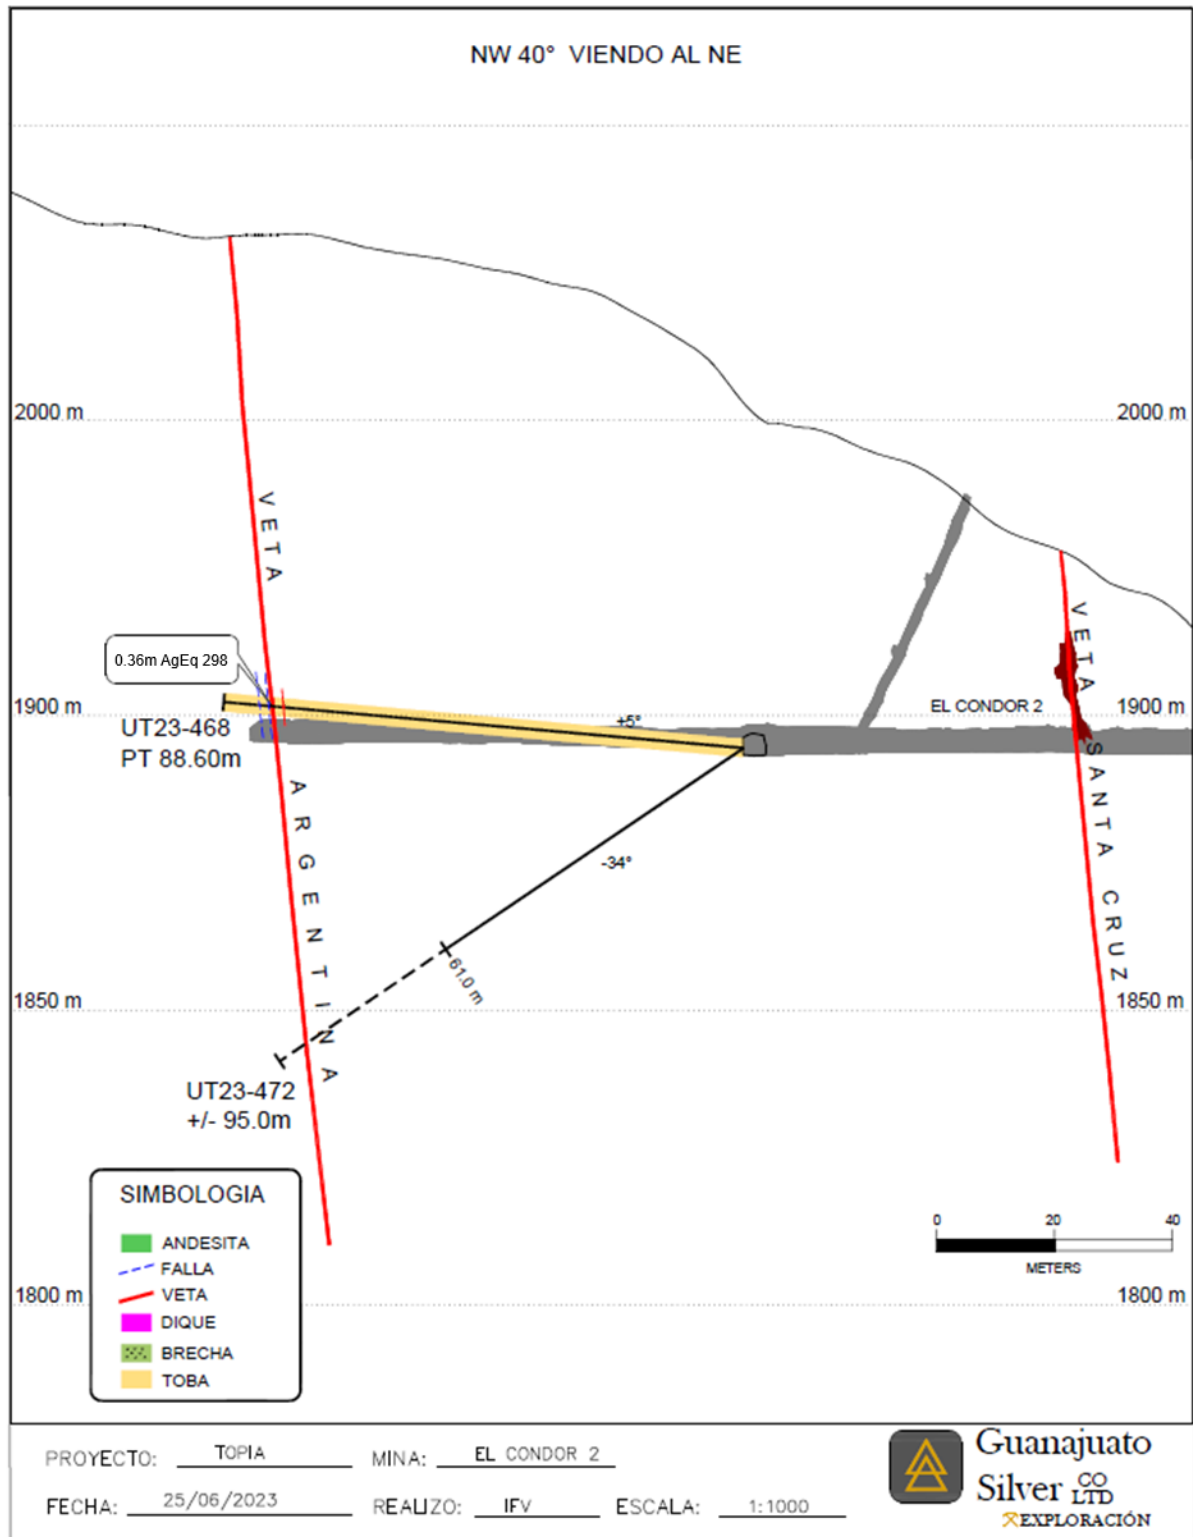 NW 40° VIENDO AL NE
2000 m
2000 m
VETA ARGENTINA
VETA SANTA CRUZ
0.36m AgEq 298
1900 m
EL CONDOR 2
1900 m
UT23-468
PT 88.60m
+5°
-34°
61.0 m
1850 m
1850 m
UT23-472
+/- 95.0m
SIMBOLOGIA
ANDESITA
FALLA
VETA
DIQUE
BRECHA
TOBA
0 20 40
METERS
1800 m
1800 m
PROYECTO: TOPIA MINA: EL CONDOR 2
FECHA: 25/06/2023 REALIZO: IFV ESCALA: 1:1000
Guanajuato
Silver CO LTD
EXPLORACIÓN